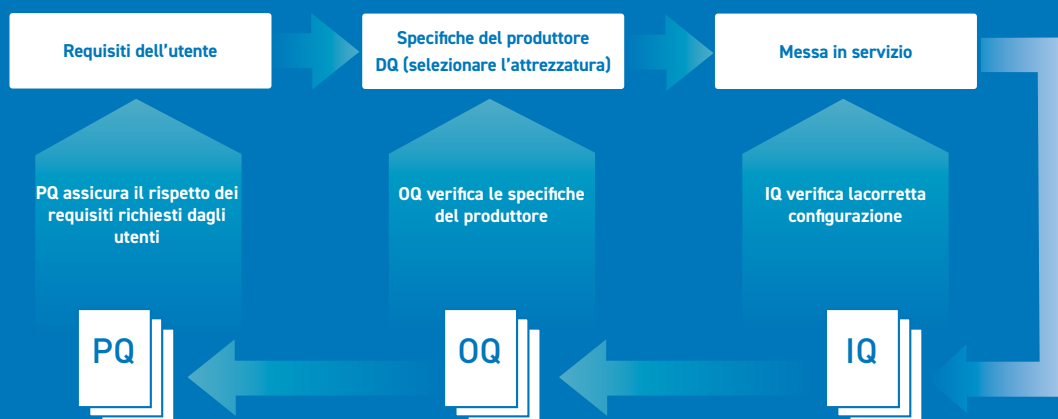 Requisiti dell'utente
Specifiche del produttore
DQ (selezionare l'attrezzatura)
Messa in servizio
PQ assicura il rispetto dei
requisiti richiesti dagli
utenti
OQ verifica le specifiche
del produttore
IQ verifica lacorretta
configurazione
PQ
OQ
IQ